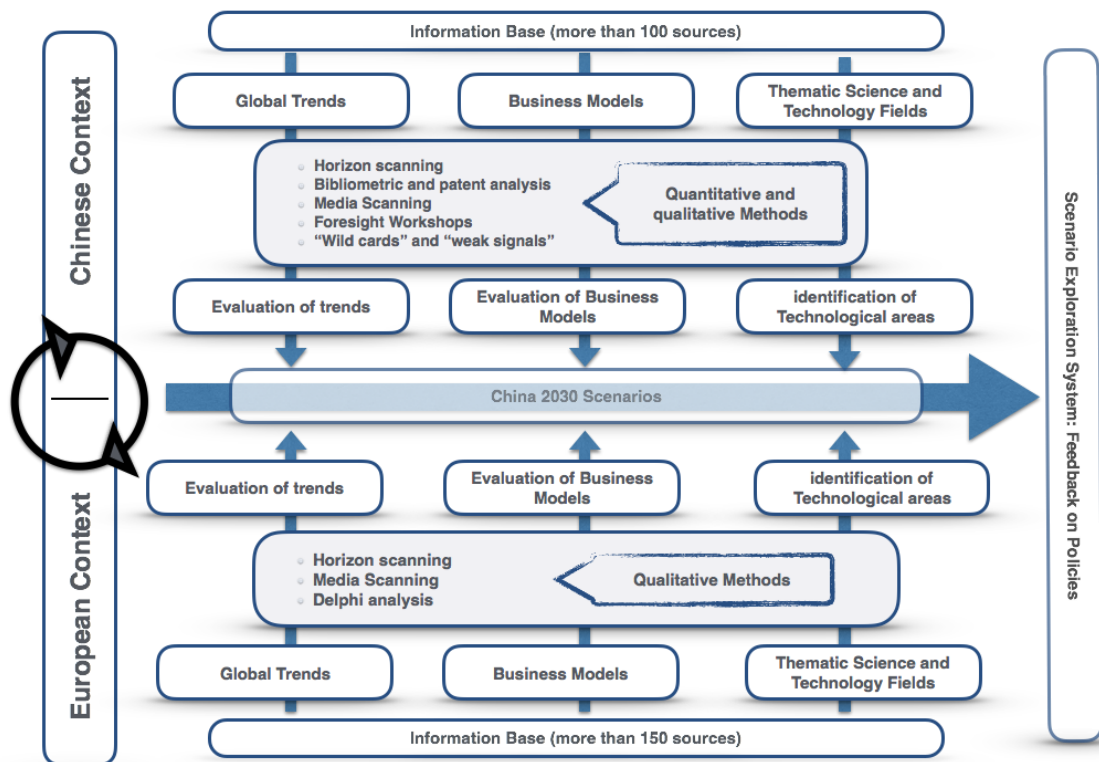 Information Base (more than 100 sources)
Chinese Context
Global Trends
Business Models
Thematic Science and
Technology Fields
Horizon scanning
Bibliometric and patent analysis
Media Scanning
Foresight Workshops
“Wild cards” and “weak signals”
Quantitative and
qualitative Methods
Evaluation of trends
Evaluation of Business
Models
identification of
Technological areas
China 2030 Scenarios
Scenario Exploration System: Feedback on Policies
European Context
Evaluation of trends
Evaluation of Business
Models
identification of
Technological areas
Horizon scanning
Media Scanning
Delphi analysis
Qualitative Methods
Global Trends
Business Models
Thematic Science and
Technology Fields
Information Base (more than 150 sources)